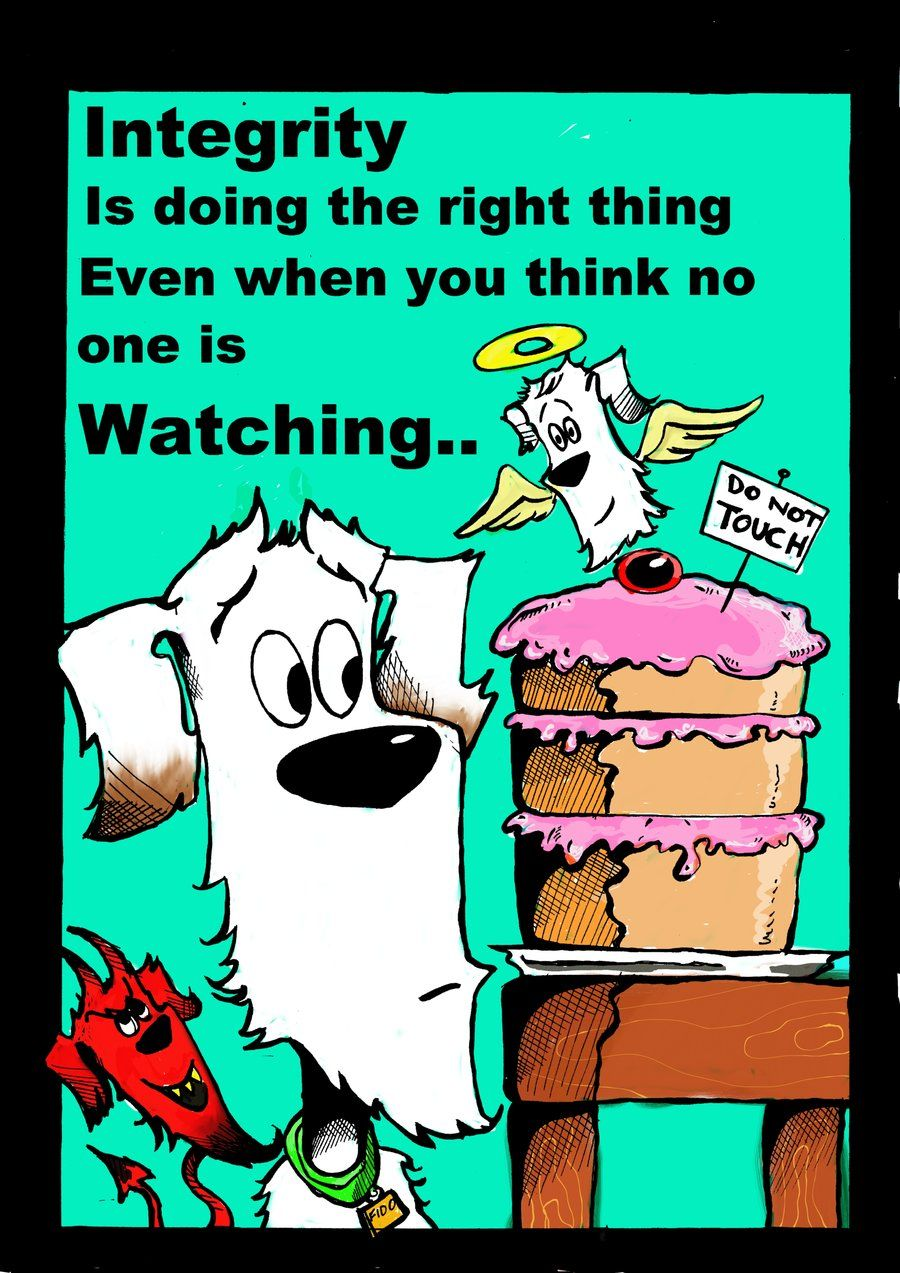 Integrity
Is doing the right thing
Even when you think no
one is
Watching..
DO NOT
TOUCH
FIDO